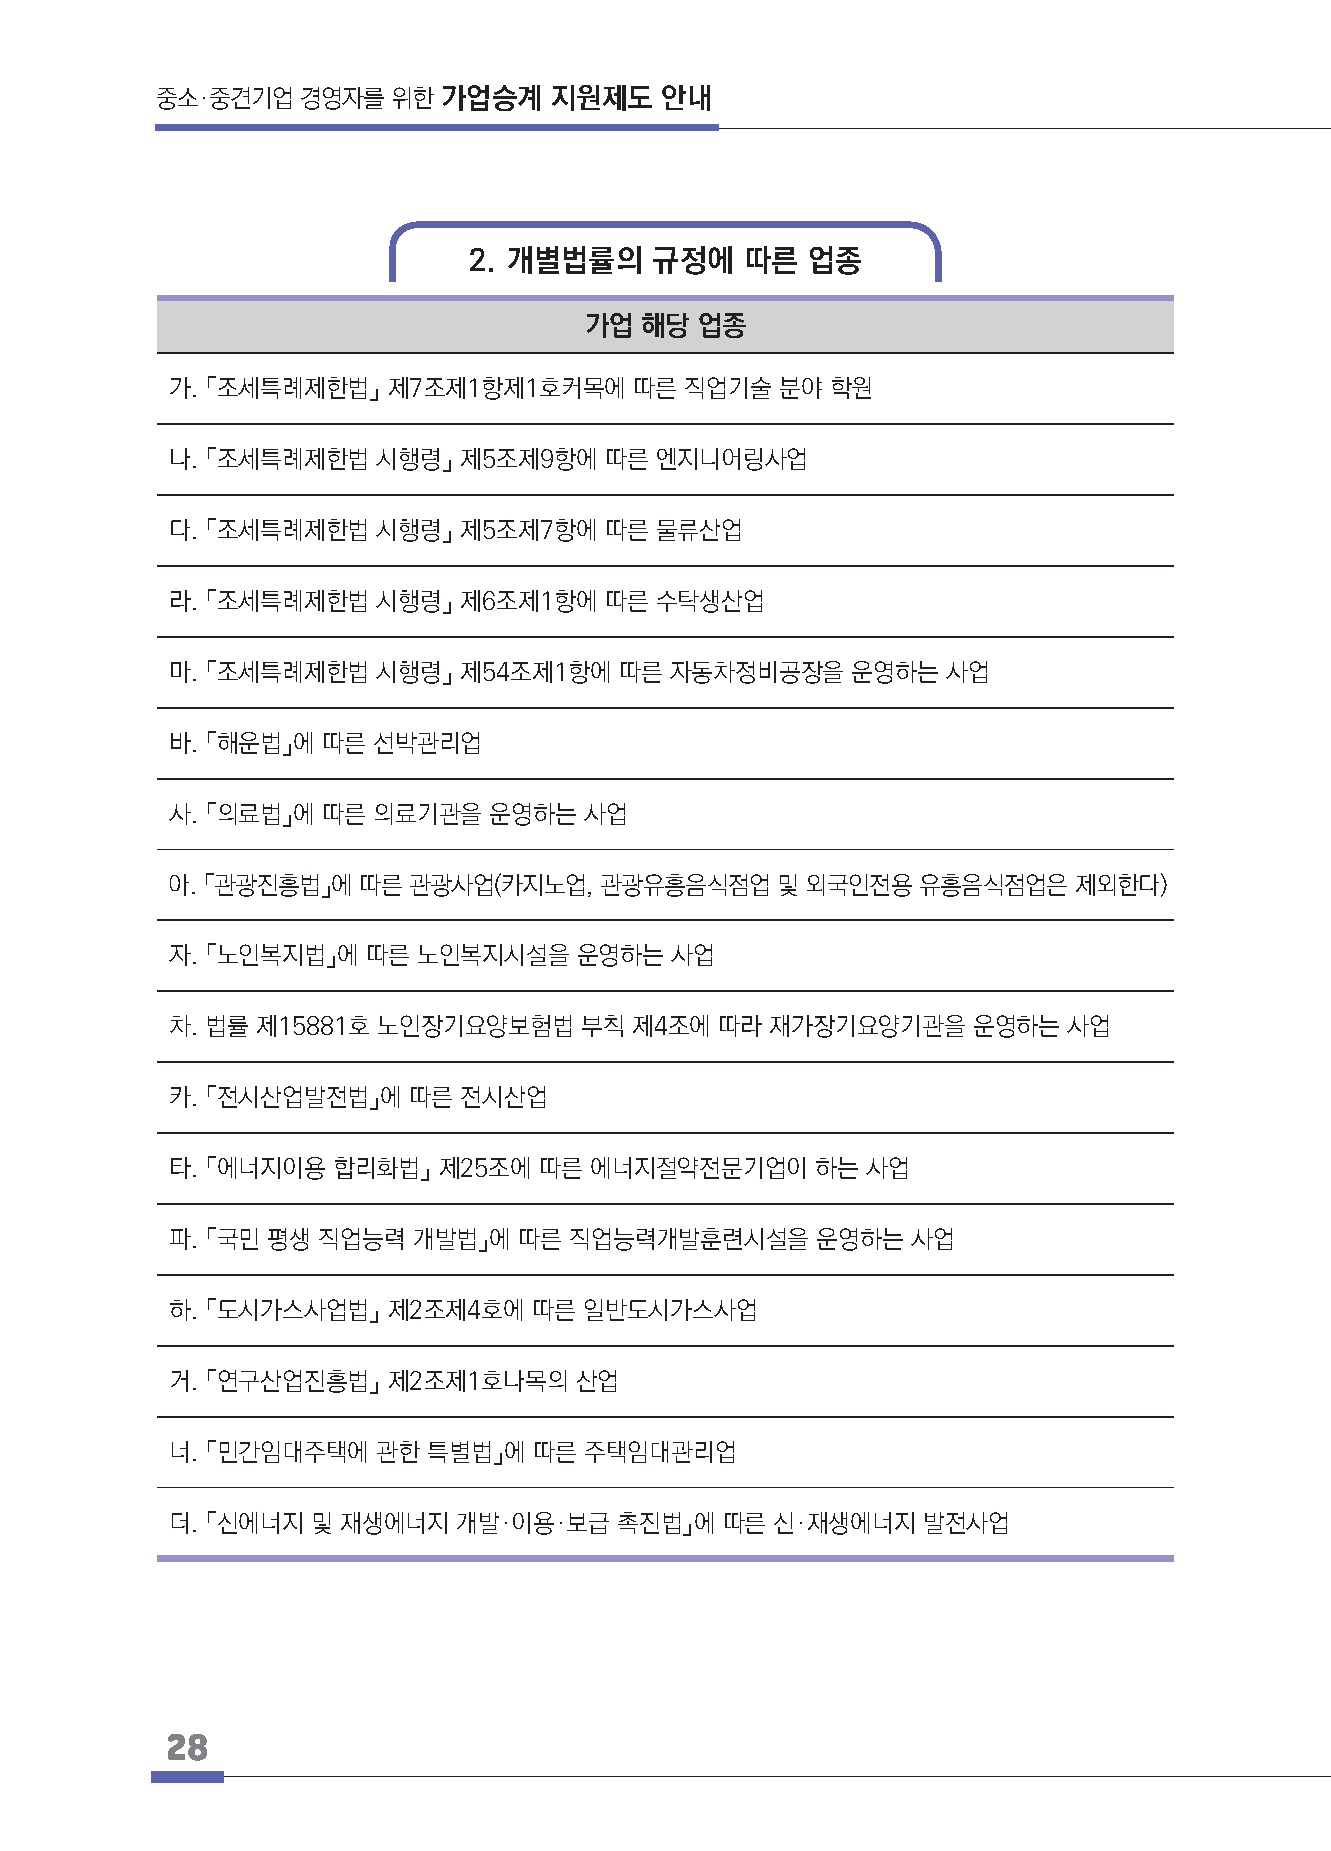 중소·중견기업 경영자를 위한 가업승계 지원제도 안내
2. 개별법률의 규정에 따른 업종
가업 해당 업종
가. 「조세특례제한법」 제7조제1항제1호커목에 따른 직업기술 분야 학원
나. 「조세특례제한법 시행령」 제5조제9항에 따른 엔지니어링사업
다. 「조세특례제한법 시행령」 제5조제7항에 따른 물류산업
라. 「조세특례제한법 시행령」 제6조제1항에 따른 수탁생산업
마. 「조세특례제한법 시행령」 제54조제1항에 따른 자동차정비공장을 운영하는 사업
바. 「해운법」에 따른 선박관리업
사. 「의료법」에 따른 의료기관을 운영하는 사업
아. 「관광진흥법」에 따른 관광사업(카지노업, 관광유흥음식점업 및 외국인전용 유흥음식점업은 제외한다)
자. 「노인복지법」에 따른 노인복지시설을 운영하는 사업
차. 법률 제15881호 노인장기요양보험법 부칙 제4조에 따라 재가장기요양기관을 운영하는 사업
카. 「전시산업발전법」에 따른 전시산업
타. 「에너지이용 합리화법」 제25조에 따른 에너지절약전문기업이 하는 사업
파. 「국민 평생 직업능력 개발법」에 따른 직업능력개발훈련시설을 운영하는 사업
하. 「도시가스사업법」 제2조제4호에 따른 일반도시가스사업
거. 「연구산업진흥법」 제2조제1호나목의 산업
너. 「민간임대주택에 관한 특별법」에 따른 주택임대관리업
더. 「신에너지 및 재생에너지 개발·이용·보급 촉진법」에 따른 신·재생에너지 발전사업
28